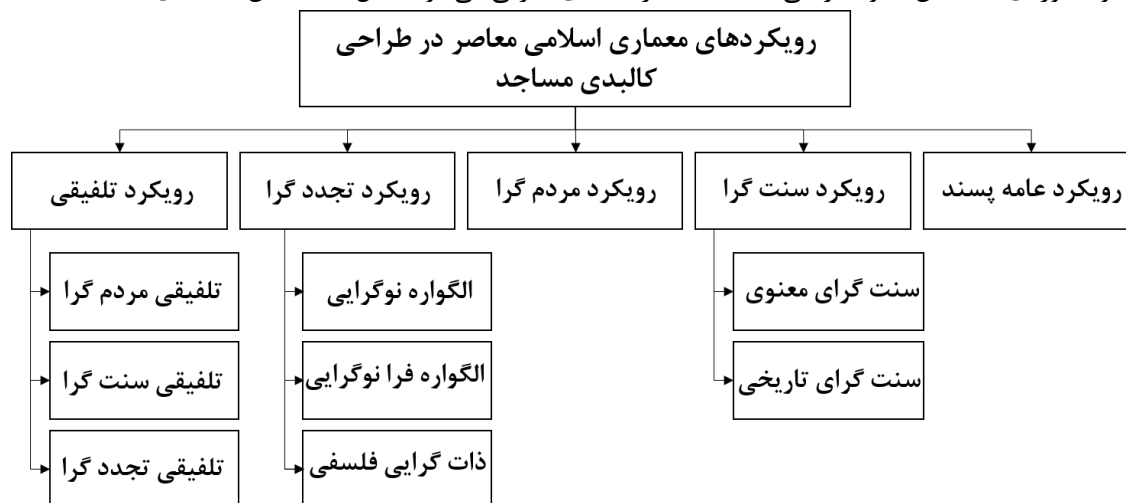 رویکردهای معماری اسلامی معاصر در طراحی
کالبدی مساجد
رویکرد عامه پسند
رویکرد سنت گرا
رویکرد مردم گرا
رویکرد تجدد گرا
رویکرد تلفیقی
سنت گرای معنوی
سنت گرای تاریخی
الگواره نوگرایی
الگواره فرا نوگرایی
ذات گرایی فلسفی
تلفیقی مردم گرا
تلفیقی سنت گرا
تلفیقی تجدد گرا